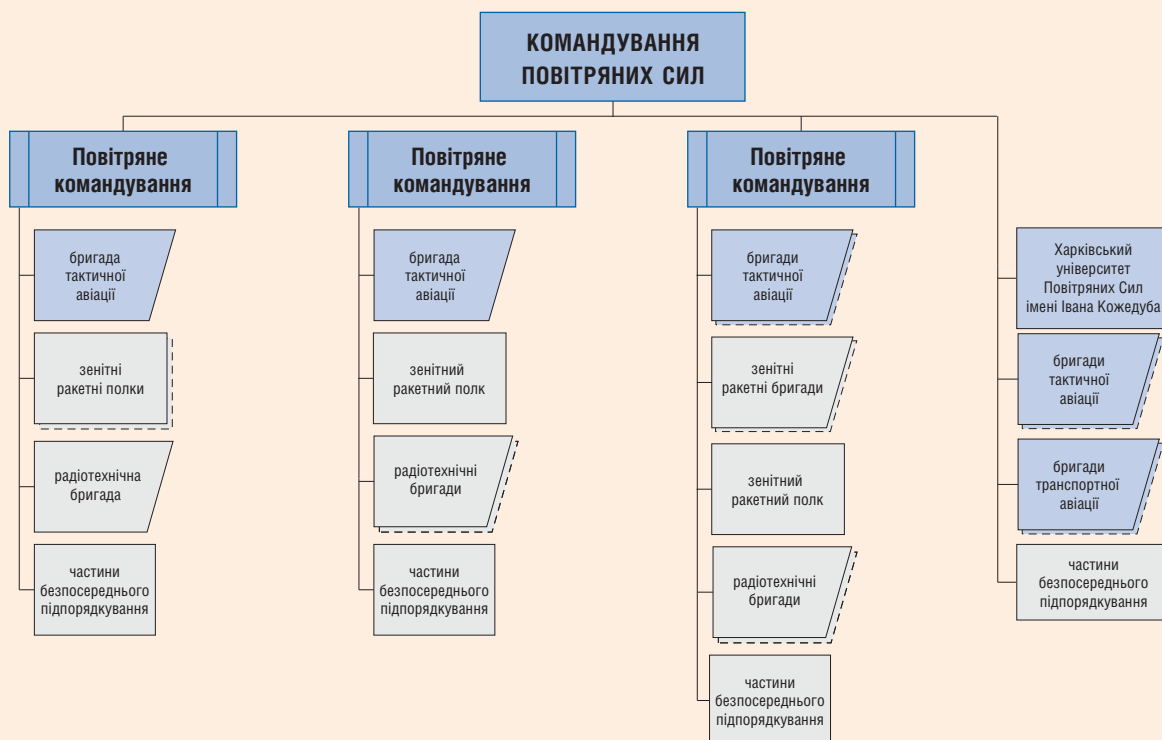 КОМАНДУВАННЯ
ПОВІТРЯНИХ СИЛ
Повітряне
командування
бригада
тактичної
авіації
зенітні
ракетні полки
радіотехнічна
бригада
частини
безпосереднього
підпорядкування
Повітряне
командування
бригада
тактичної
авіації
зенітний
ракетний полк
радіотехнічні
бригади
частини
безпосереднього
підпорядкування
Повітряне
командування
бригади
тактичної
авіації
зенітні
ракетні бригади
зенітний
ракетний полк
радіотехнічні
бригади
частини
безпосереднього
підпорядкування
Харківський
університет
Повітряних Сил
імені Івана Кожедуба
бригади
тактичної
авіації
бригади
транспортної
авіації
частини
безпосереднього
підпорядкування